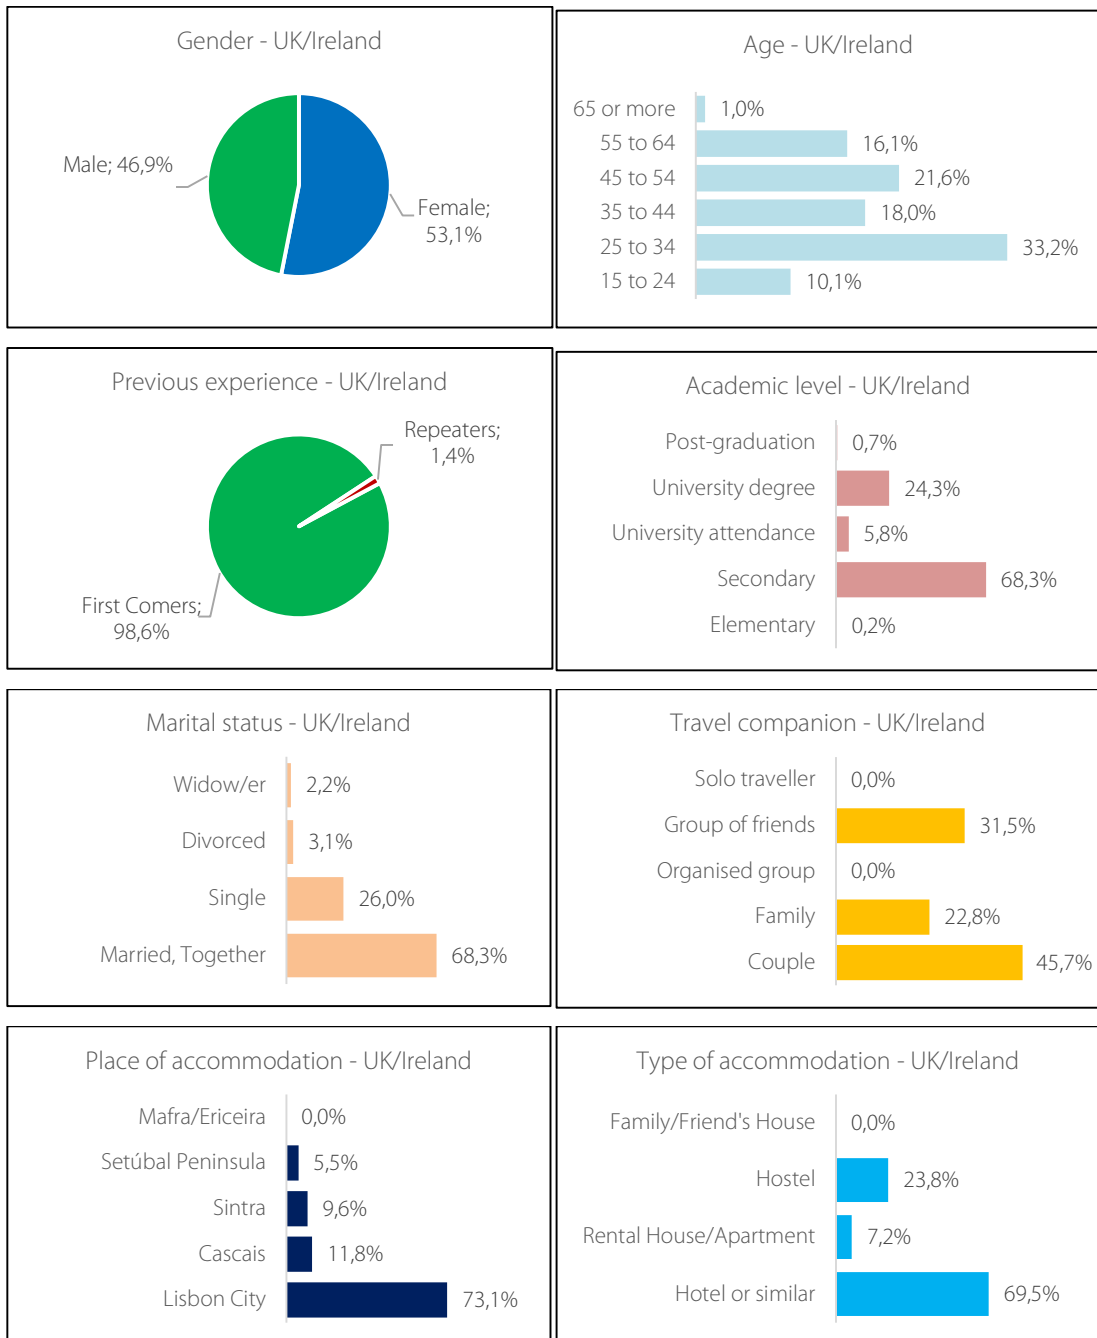 Gender - UK/Ireland
Male; 46,9%
Female;
53,1%
Age - UK/Ireland
65 or more 1,0%
55 to 64 16,1%
45 to 54 21,6%
35 to 44 18,0%
25 to 34 33,2%
15 to 24 10,1%
Previous experience - UK/Ireland
Repeaters;
1,4%
First Comers;
98,6%
Academic level - UK/Ireland
Post-graduation 0,7%
University degree 24,3%
University attendance 5,8%
Secondary 68,3%
Elementary 0,2%
Marital status - UK/Ireland
Widow/er 2,2%
Divorced 3,1%
Single 26,0%
Married, Together 68,3%
Travel companion - UK/Ireland
Solo traveller 0,0%
Group of friends 31,5%
Organised group 0,0%
Family 22,8%
Couple 45,7%
Place of accommodation - UK/Ireland
Mafra/Ericeira 0,0%
Setúbal Peninsula 5,5%
Sintra 9,6%
Cascais 11,8%
Lisbon City 73,1%
Type of accommodation - UK/Ireland
Family/Friend's House 0,0%
Hostel 23,8%
Rental House/Apartment 7,2%
Hotel or similar 69,5%